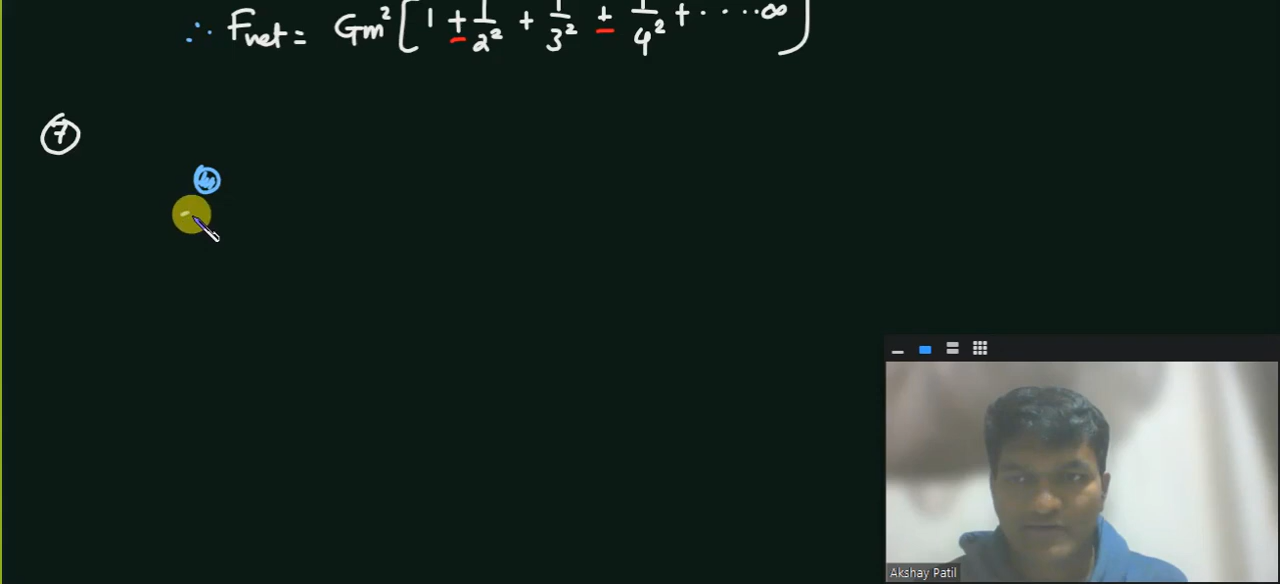 ∴ Fnet = Gm² [ 1 + 1/2² + 1/3² + 1/4² + ....∞ ]
7
Akshay Patil